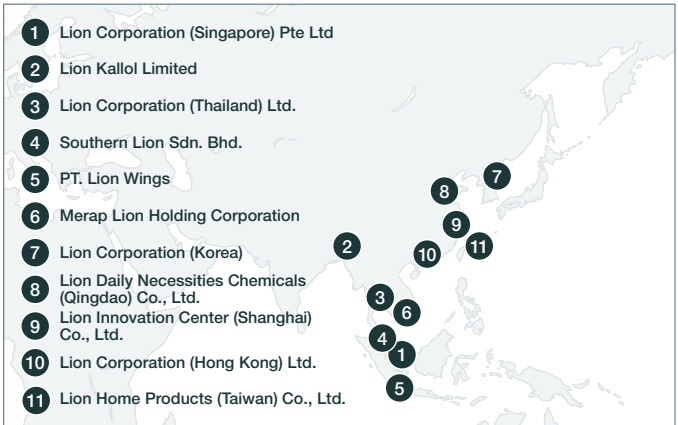 1 Lion Corporation (Singapore) Pte Ltd
2 Lion Kallol Limited
3 Lion Corporation (Thailand) Ltd.
4 Southern Lion Sdn. Bhd.
5 PT. Lion Wings
6 Merap Lion Holding Corporation
7 Lion Corporation (Korea)
8 Lion Daily Necessities Chemicals
(Qingdao) Co., Ltd.
9 Lion Innovation Center (Shanghai)
Co., Ltd.
10 Lion Corporation (Hong Kong) Ltd.
11 Lion Home Products (Taiwan) Co., Ltd.
7
8
9
11
2
10
3
6
4
1
5